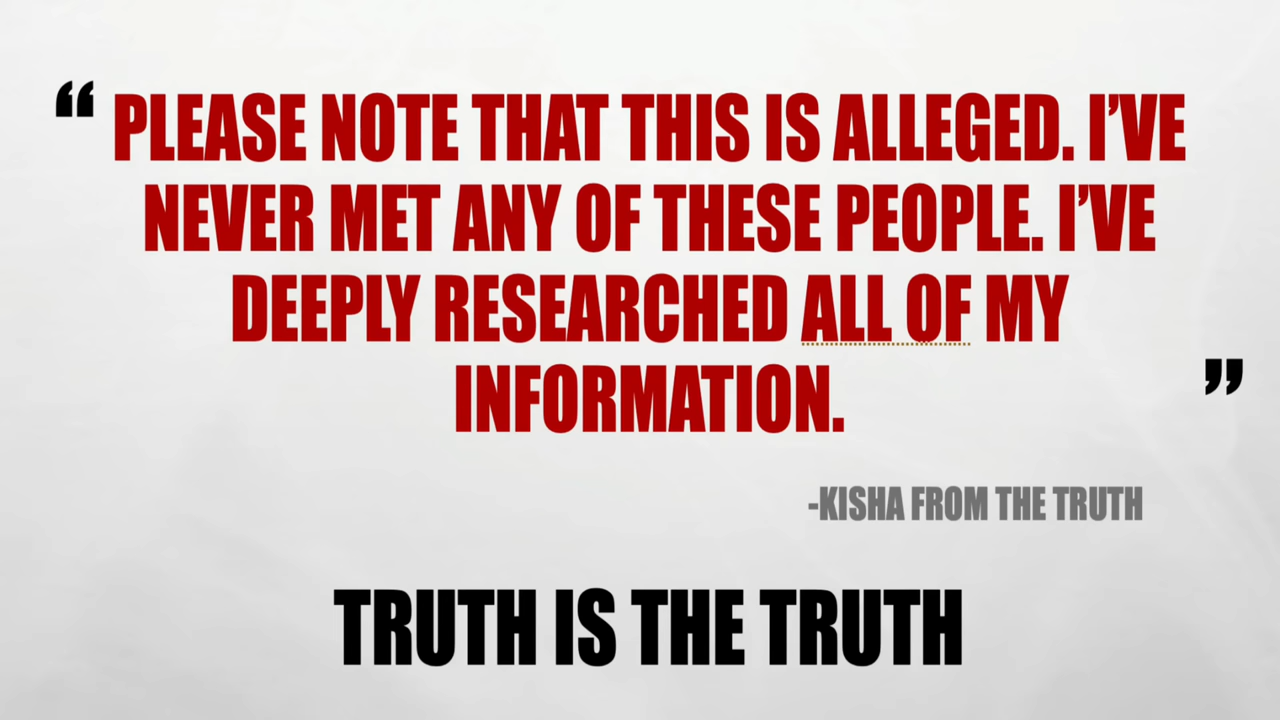 “ PLEASE NOTE THAT THIS IS ALLEGED. I’VE
NEVER MET ANY OF THESE PEOPLE. I’VE
DEEPLY RESEARCHED ALL OF MY
INFORMATION. ”
-KISHA FROM THE TRUTH
TRUTH IS THE TRUTH